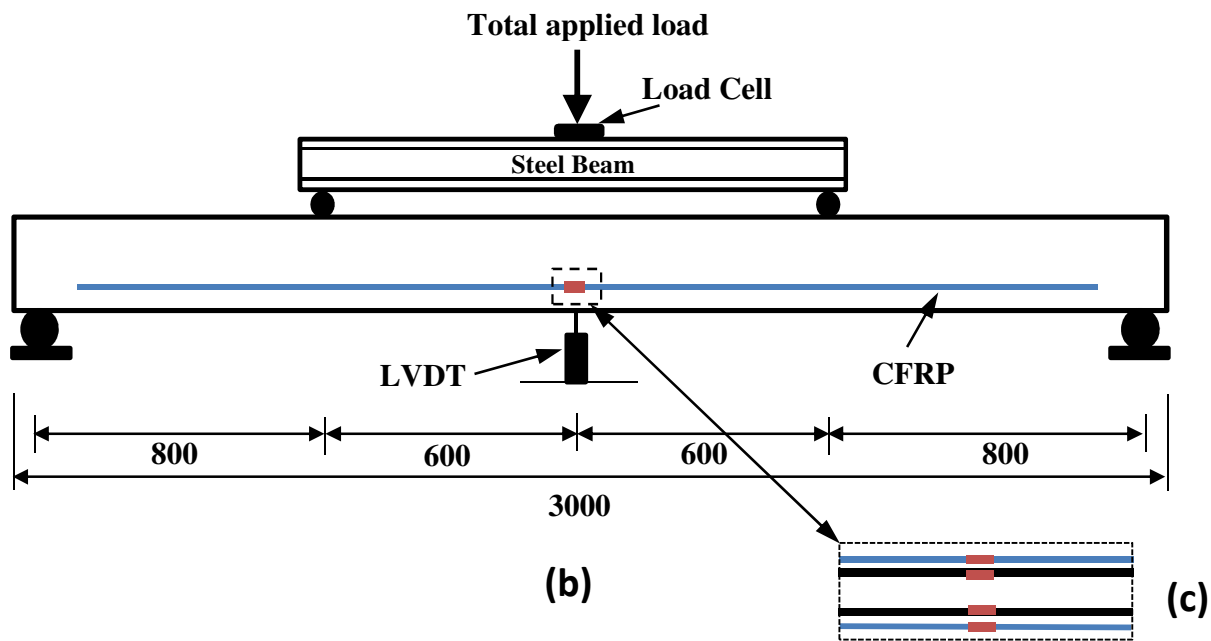 Total applied load
Load Cell
Steel Beam
LVDT
CFRP
800 600 600 800
3000
(b)
(c)